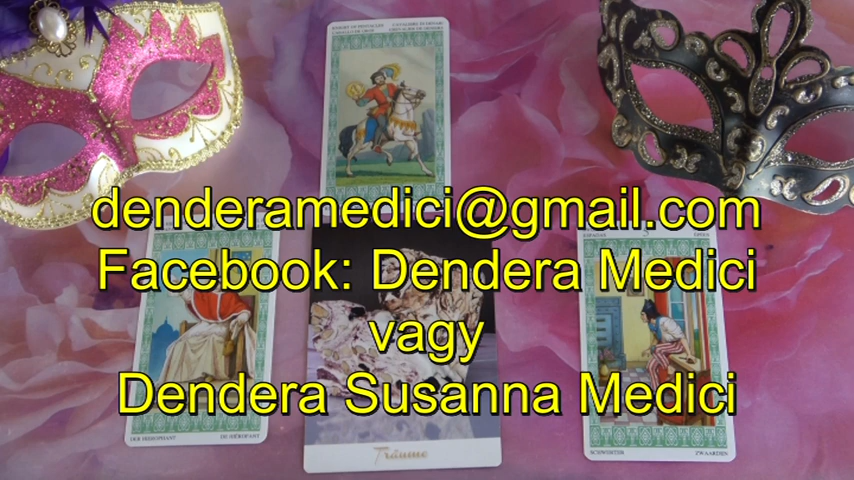 KNIGHT OF PENTACLES
denderamedici@gmail.com
Facebook: Dendera Medici
vagy
Dendera Susanna Medici
DER HIEROPHANT DE HIËROFANT
Träume
SCHWERTER ZWAARDEN